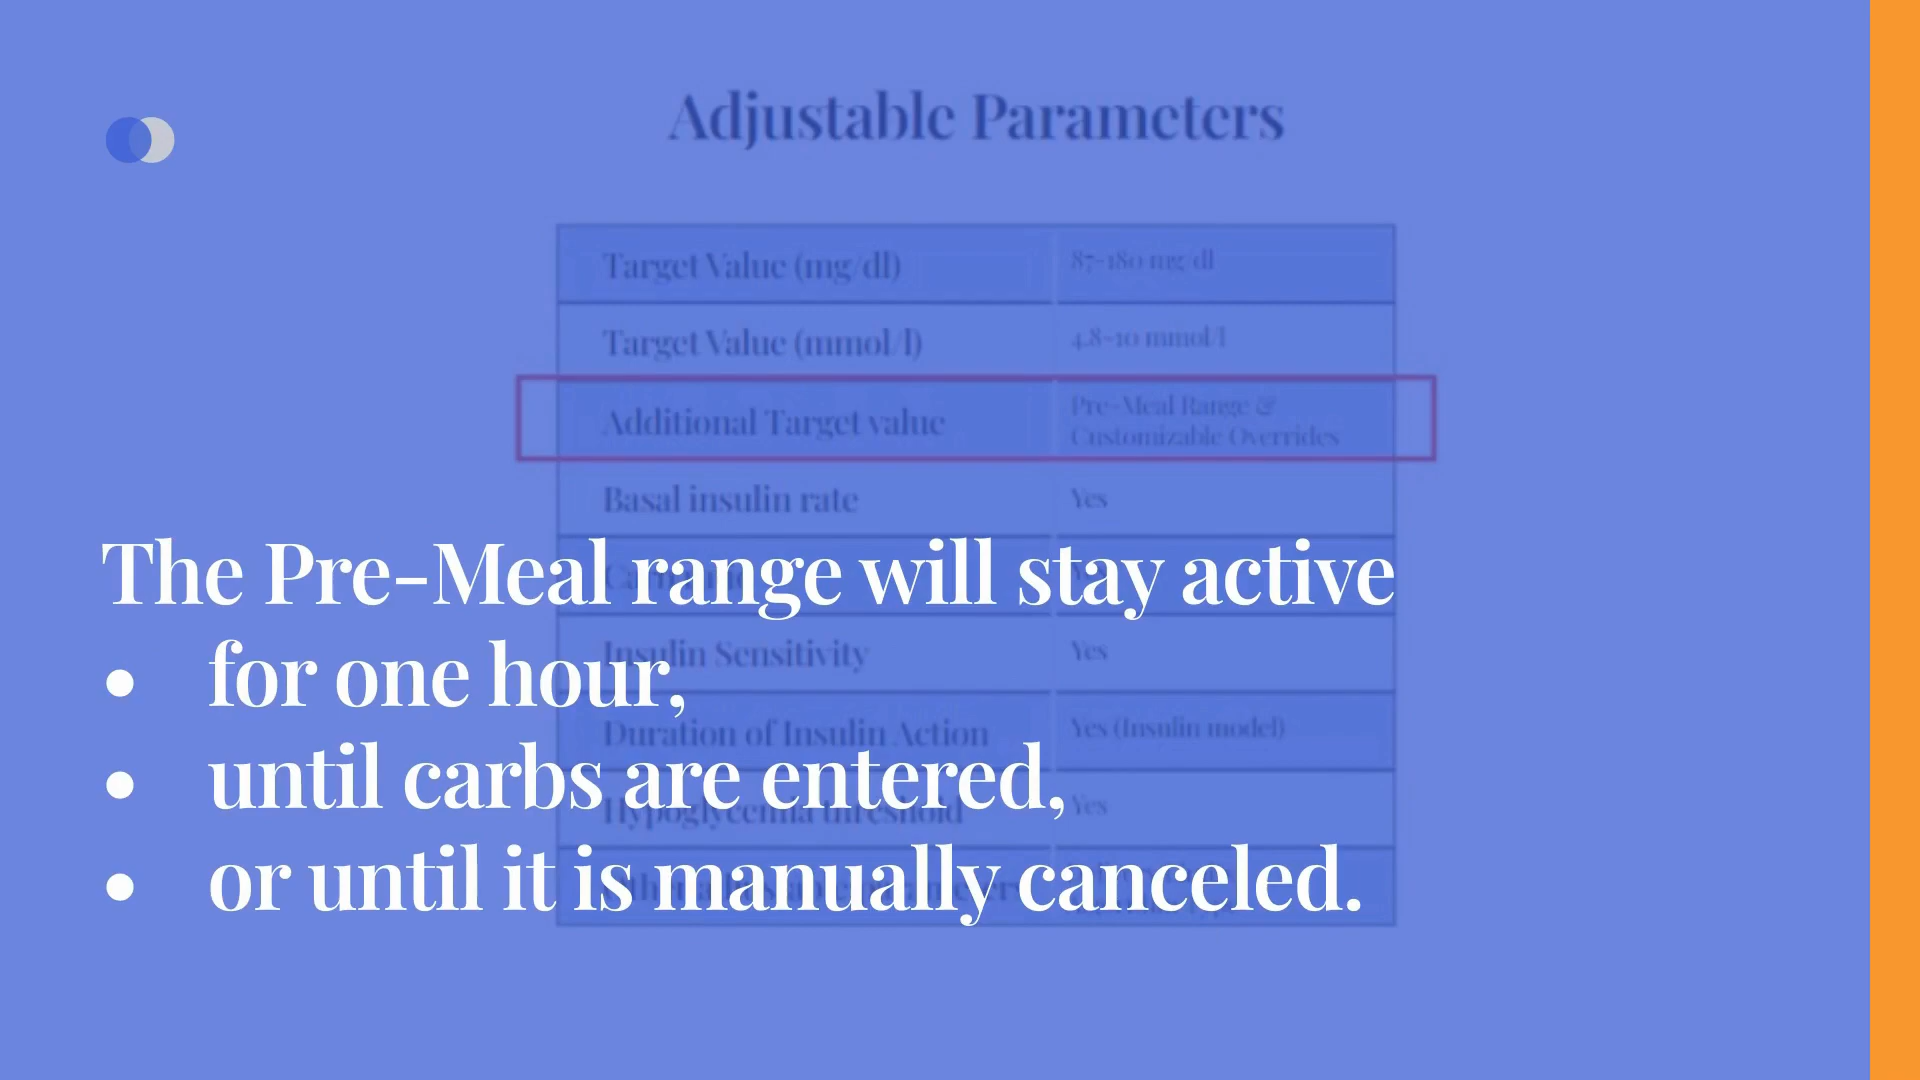 Adjustable Parameters
Target Value (mg/dl) 87-180 mg/dl
Target Value (mmol/l) 4.8-10 mmol/l
Additional Target value Pre-Meal Range & Customizable Overrides
Basal insulin rate Yes
The Pre-Meal range will stay active
Insulin Sensitivity Yes
• for one hour,
Duration of Insulin Action Yes (Insulin model)
• until carbs are entered,
Hypoglycemia threshold Yes
• or until it is manually canceled.